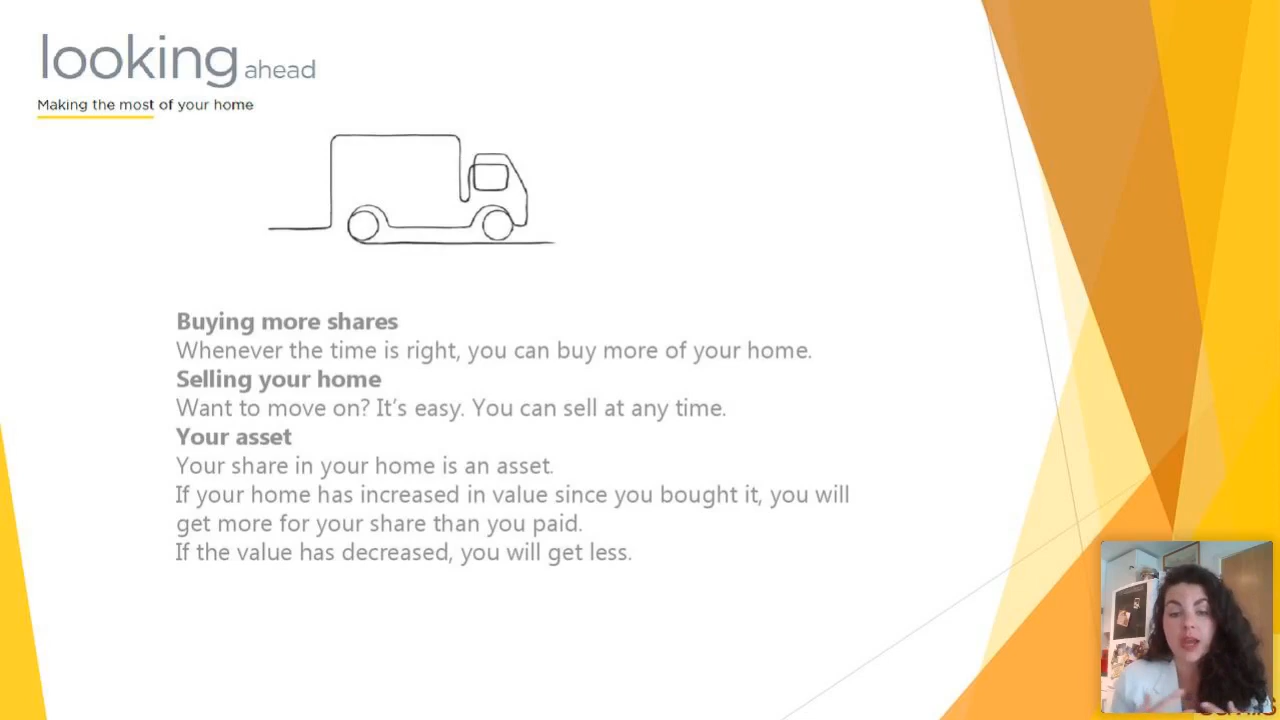 looking ahead
Making the most of your home
Buying more shares
Whenever the time is right, you can buy more of your home.
Selling your home
Want to move on? It's easy. You can sell at any time.
Your asset
Your share in your home is an asset.
If your home has increased in value since you bought it, you will
get more for your share than you paid.
If the value has decreased, you will get less.